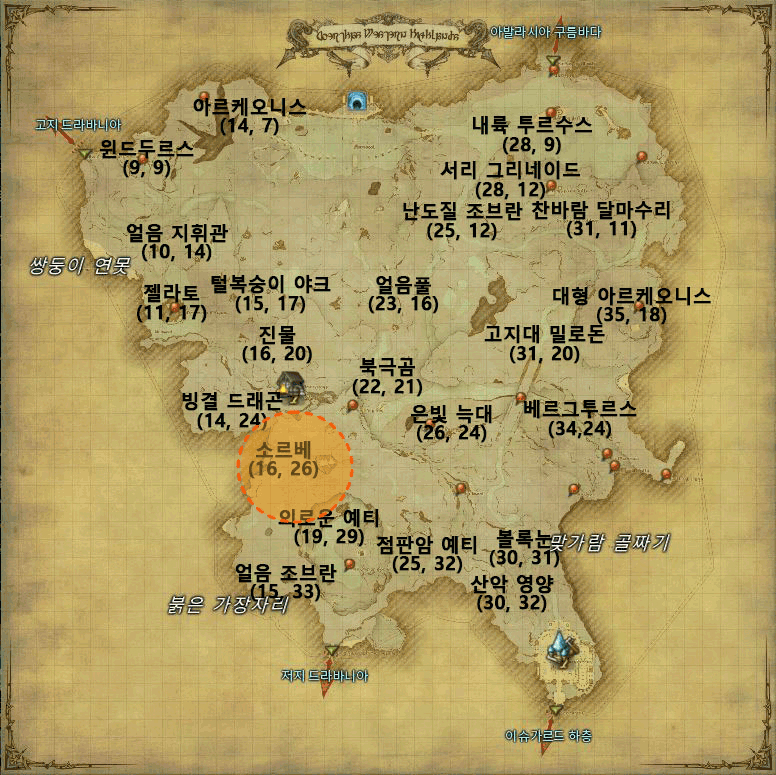 Coerthas Western Highlands
아발라시아 구름바다
고지 드라바니아
아르케오니스
(14, 7)
윈드두르스
(9, 9)
내륙 투르수스
(28, 9)
서리 그리네이드
(28, 12)
난도질 조브란
(25, 12)
찬바람 달마수리
(31, 11)
얼음 지휘관
(10, 14)
쌍둥이 연못
젤라토
(11, 17)
털복숭이 야크
(15, 17)
얼음풀
(23, 16)
대형 아르케오니스
(35, 18)
진물
(16, 20)
고지대 밀로돈
(31, 20)
북극곰
(22, 21)
빙결 드래곤
(14, 24)
은빛 늑대
(26, 24)
베르그투르스
(34,24)
소르베
(16, 26)
의로운 예티
(19, 29)
점판암 예티
(25, 32)
볼록눈
(30, 31)
맞가람 골짜기
얼음 조브란
(15, 33)
산악 영양
(30, 32)
붉은 가장자리
저지 드라바니아
이슈가르드 하층